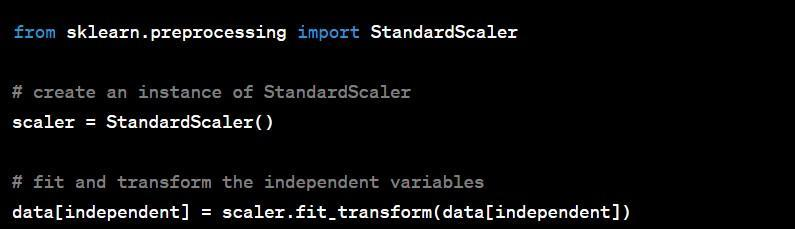 from sklearn.preprocessing import StandardScaler
# create an instance of StandardScaler
scaler = StandardScaler()
# fit and transform the independent variables
data[independent] = scaler.fit_transform(data[independent])